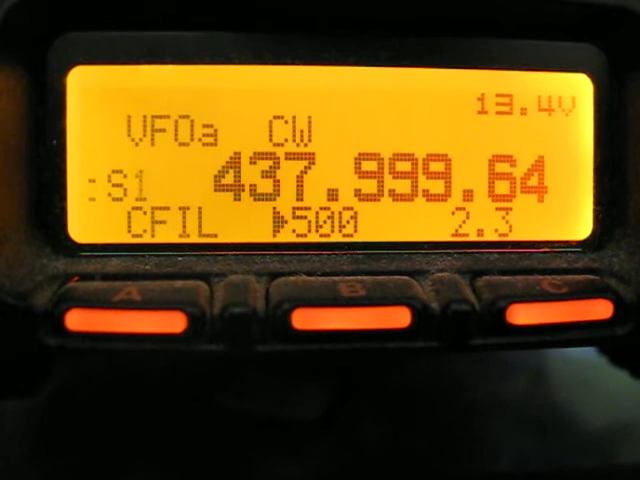 13.4V
VFOa CW
:S1 437.999.64
CFIL ▶500 2.3
A B C